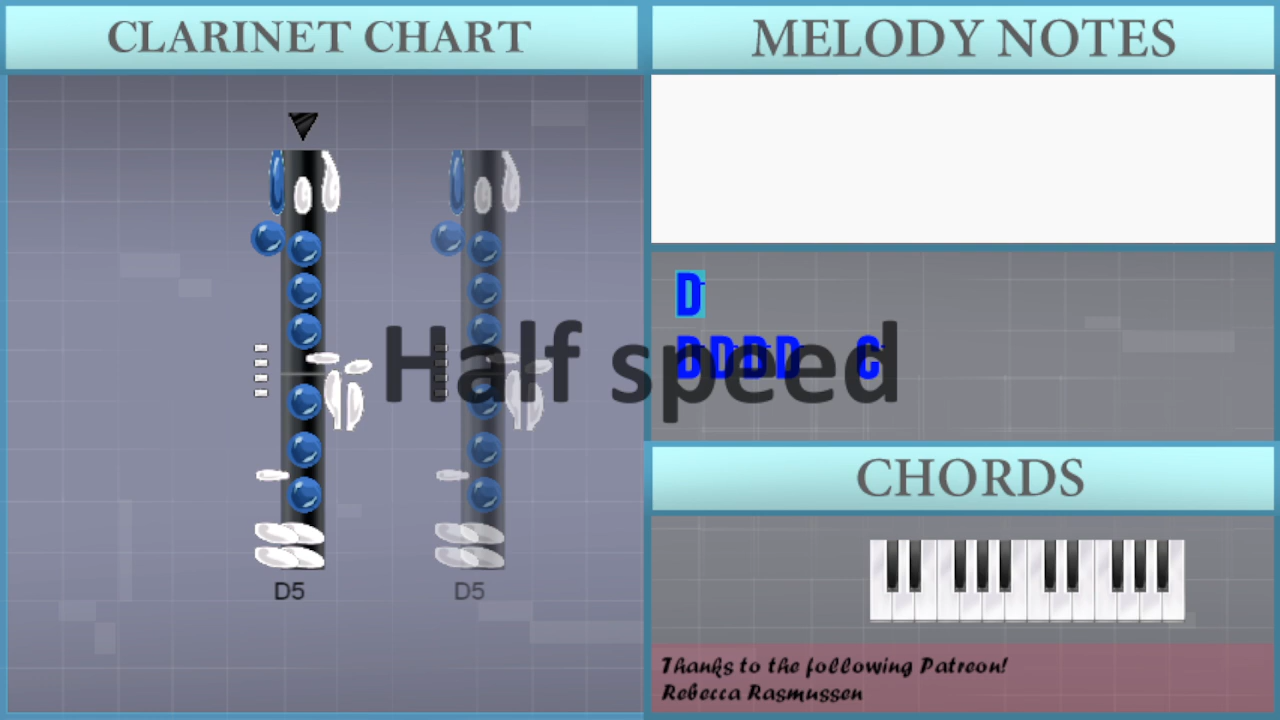 CLARINET CHART
MELODY NOTES
D
DDDD C
Half speed
D5
D5
CHORDS
Thanks to the following Patreon!
Rebecca Rasmussen